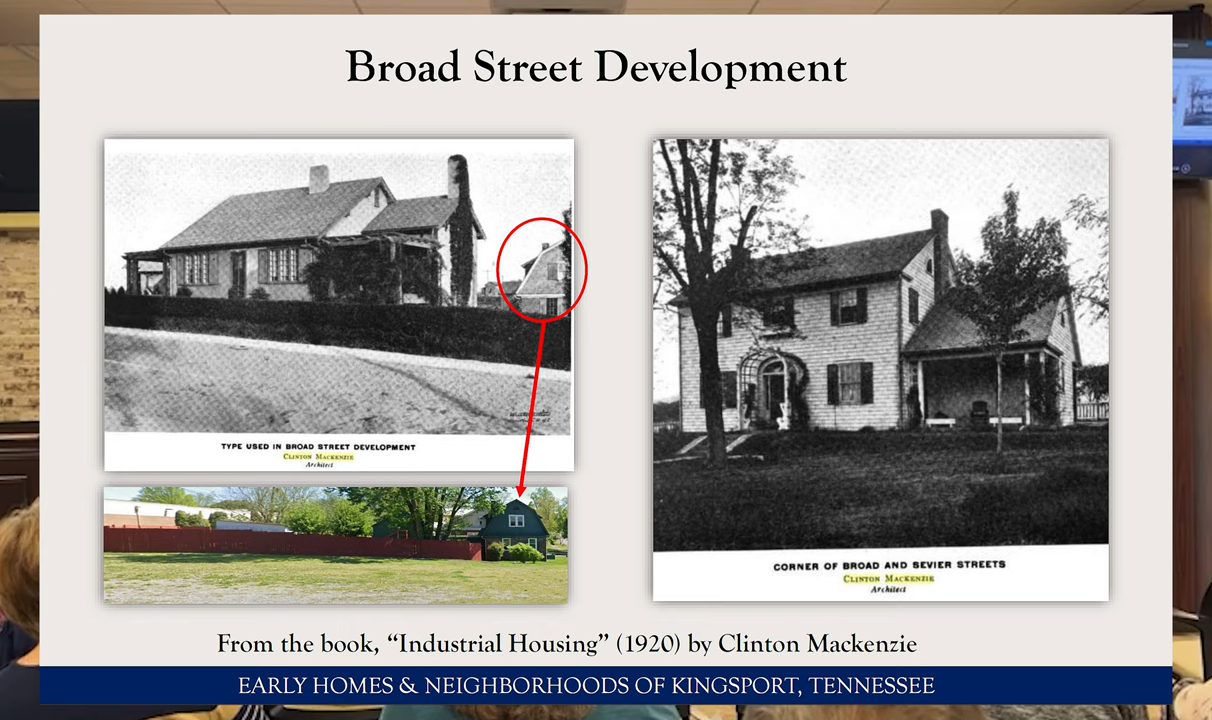 Broad Street Development
TYPE USED IN BROAD STREET DEVELOPMENT
CLINTON MACKENZIE
Architect
CORNER OF BROAD AND SEVIER STREETS
CLINTON MACKENZIE
Architect
From the book, “Industrial Housing” (1920) by Clinton Mackenzie
EARLY HOMES & NEIGHBORHOODS OF KINGSPORT, TENNESSEE